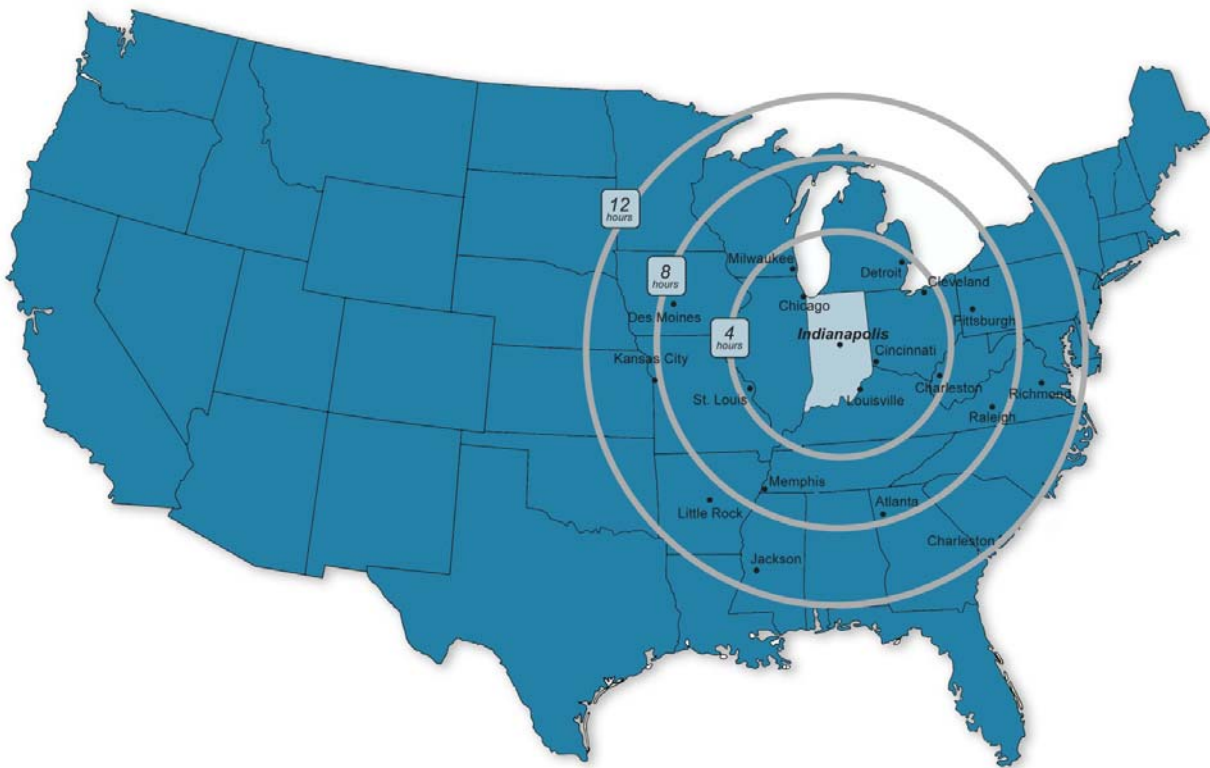 12
hours
Milwaukee
Detroit
8
hours
Cleveland
Chicago
Des Moines
Pittsburgh
4
hours
Indianapolis
Cincinnati
Kansas City
Charleston
Richmond
St. Louis
Louisville
Raleigh
Memphis
Atlanta
Little Rock
Charleston
Jackson